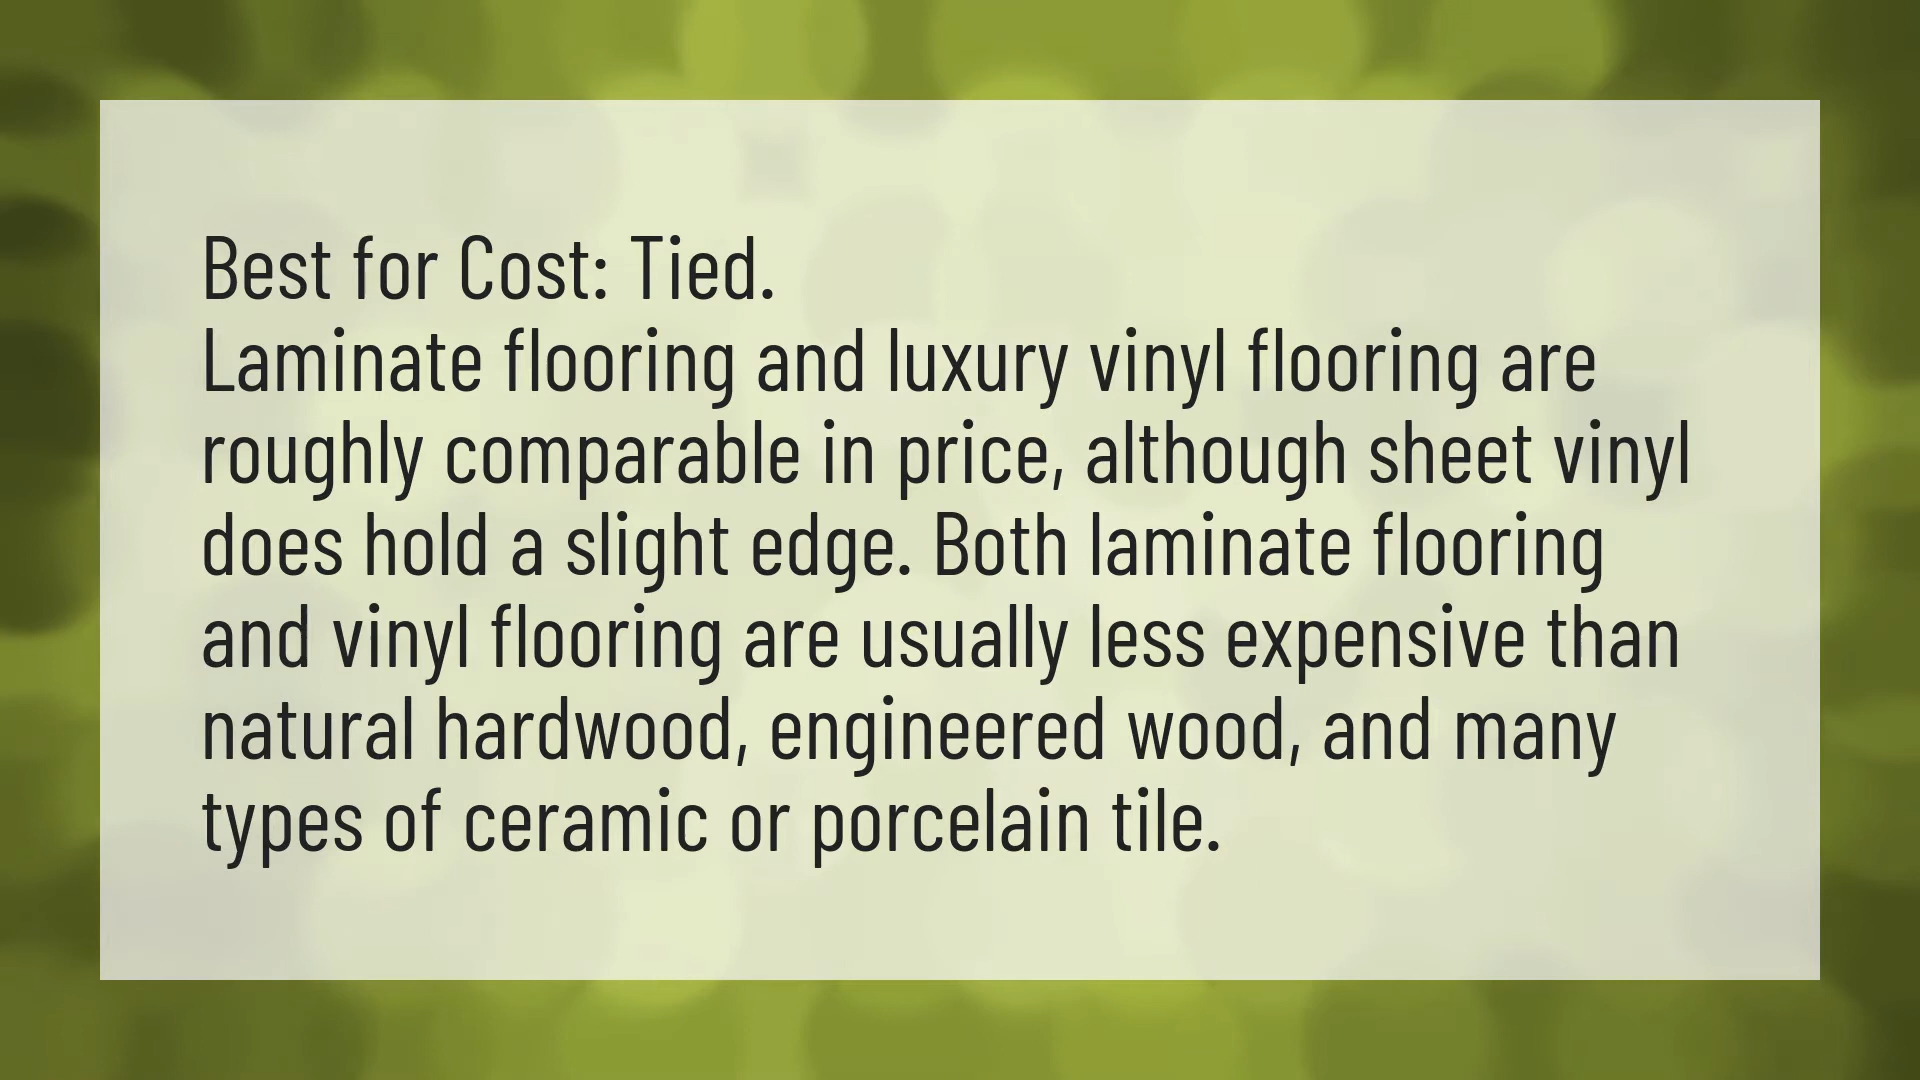 Best for Cost: Tied.
Laminate flooring and luxury vinyl flooring are
roughly comparable in price, although sheet vinyl
does hold a slight edge. Both laminate flooring
and vinyl flooring are usually less expensive than
natural hardwood, engineered wood, and many
types of ceramic or porcelain tile.